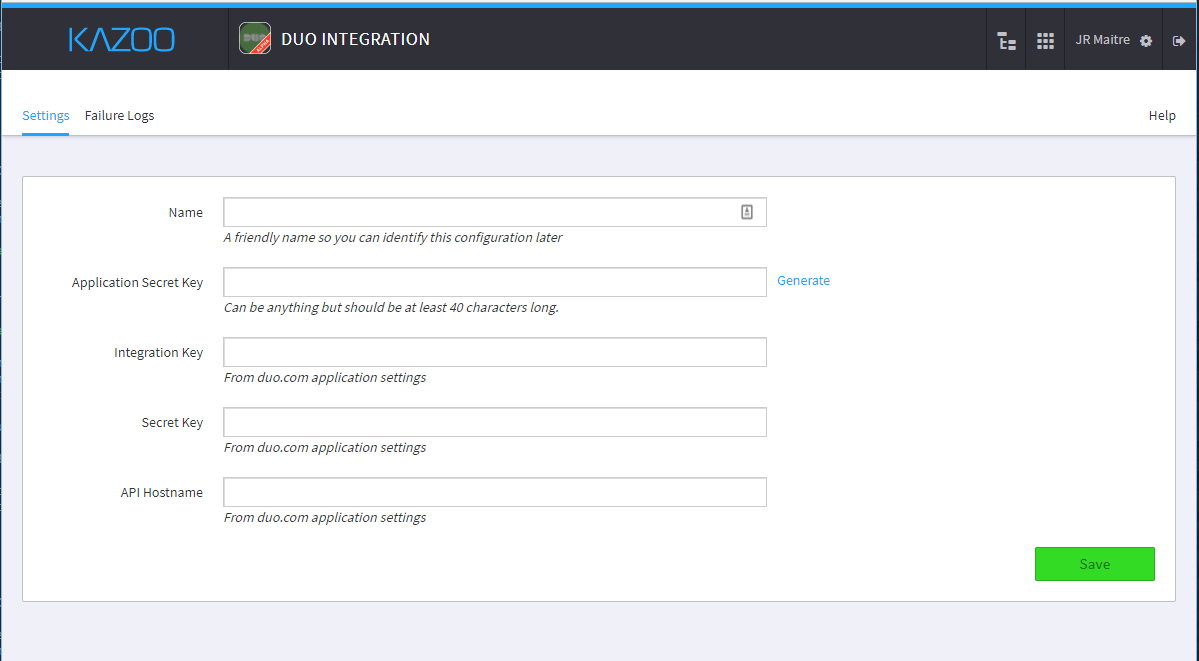 KAZOO
DUO INTEGRATION
JR Maitre
Settings Failure Logs Help
Name
A friendly name so you can identify this configuration later
Application Secret Key Generate
Can be anything but should be at least 40 characters long.
Integration Key
From duo.com application settings
Secret Key
From duo.com application settings
API Hostname
From duo.com application settings
Save